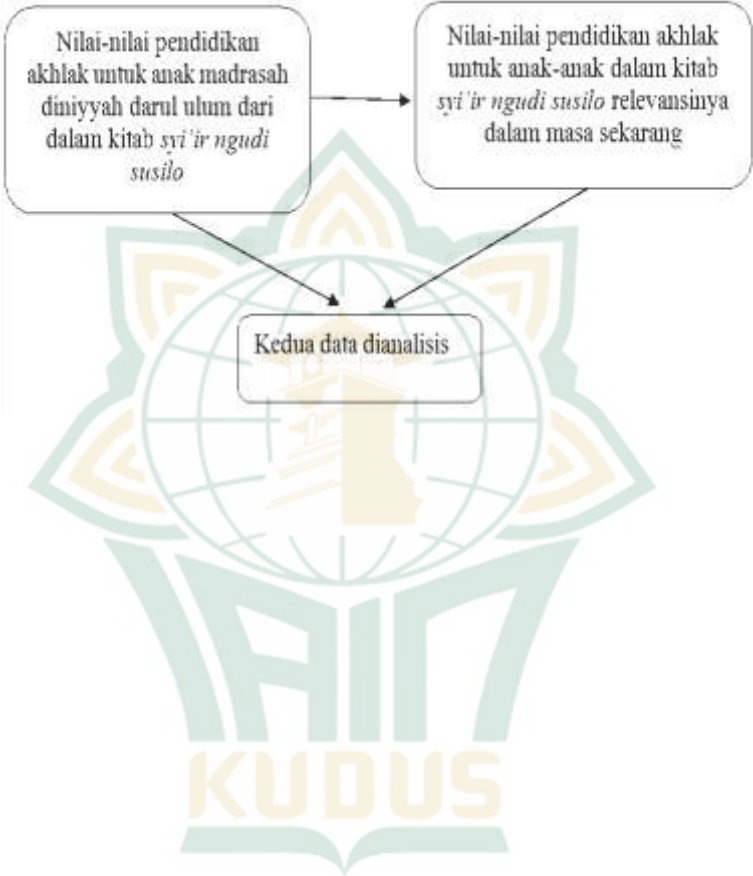 Nilai-nilai pendidikan
akhlak untuk anak madrasah
diniyyah darul ulum dari
dalam kitab syi'ir ngudi
susilo
Nilai-nilai pendidikan akhlak
untuk anak-anak dalam kitab
syi'ir ngudi susilo relevansinya
dalam masa sekarang
Kedua data dianalisis
IAIN
KUDUS